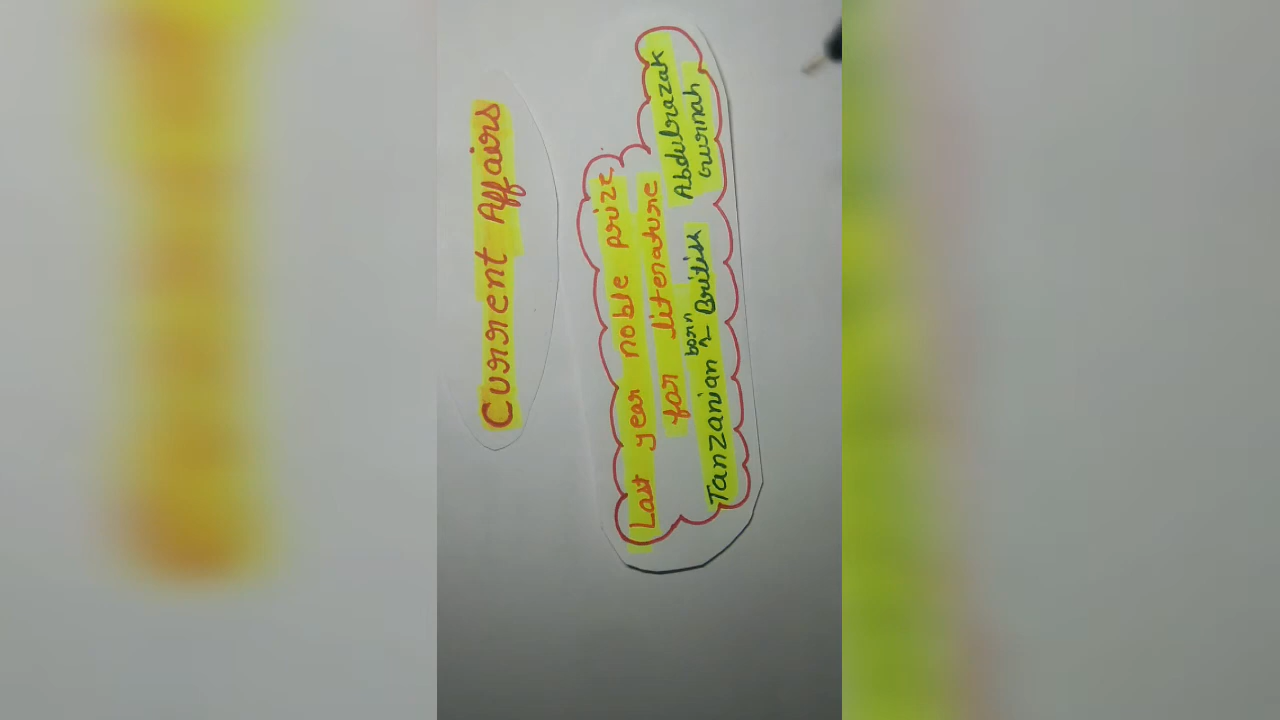 Current Affairs
Last year noble prize
for literature
Tanzanian born - British Abdulrazak
Gurnah